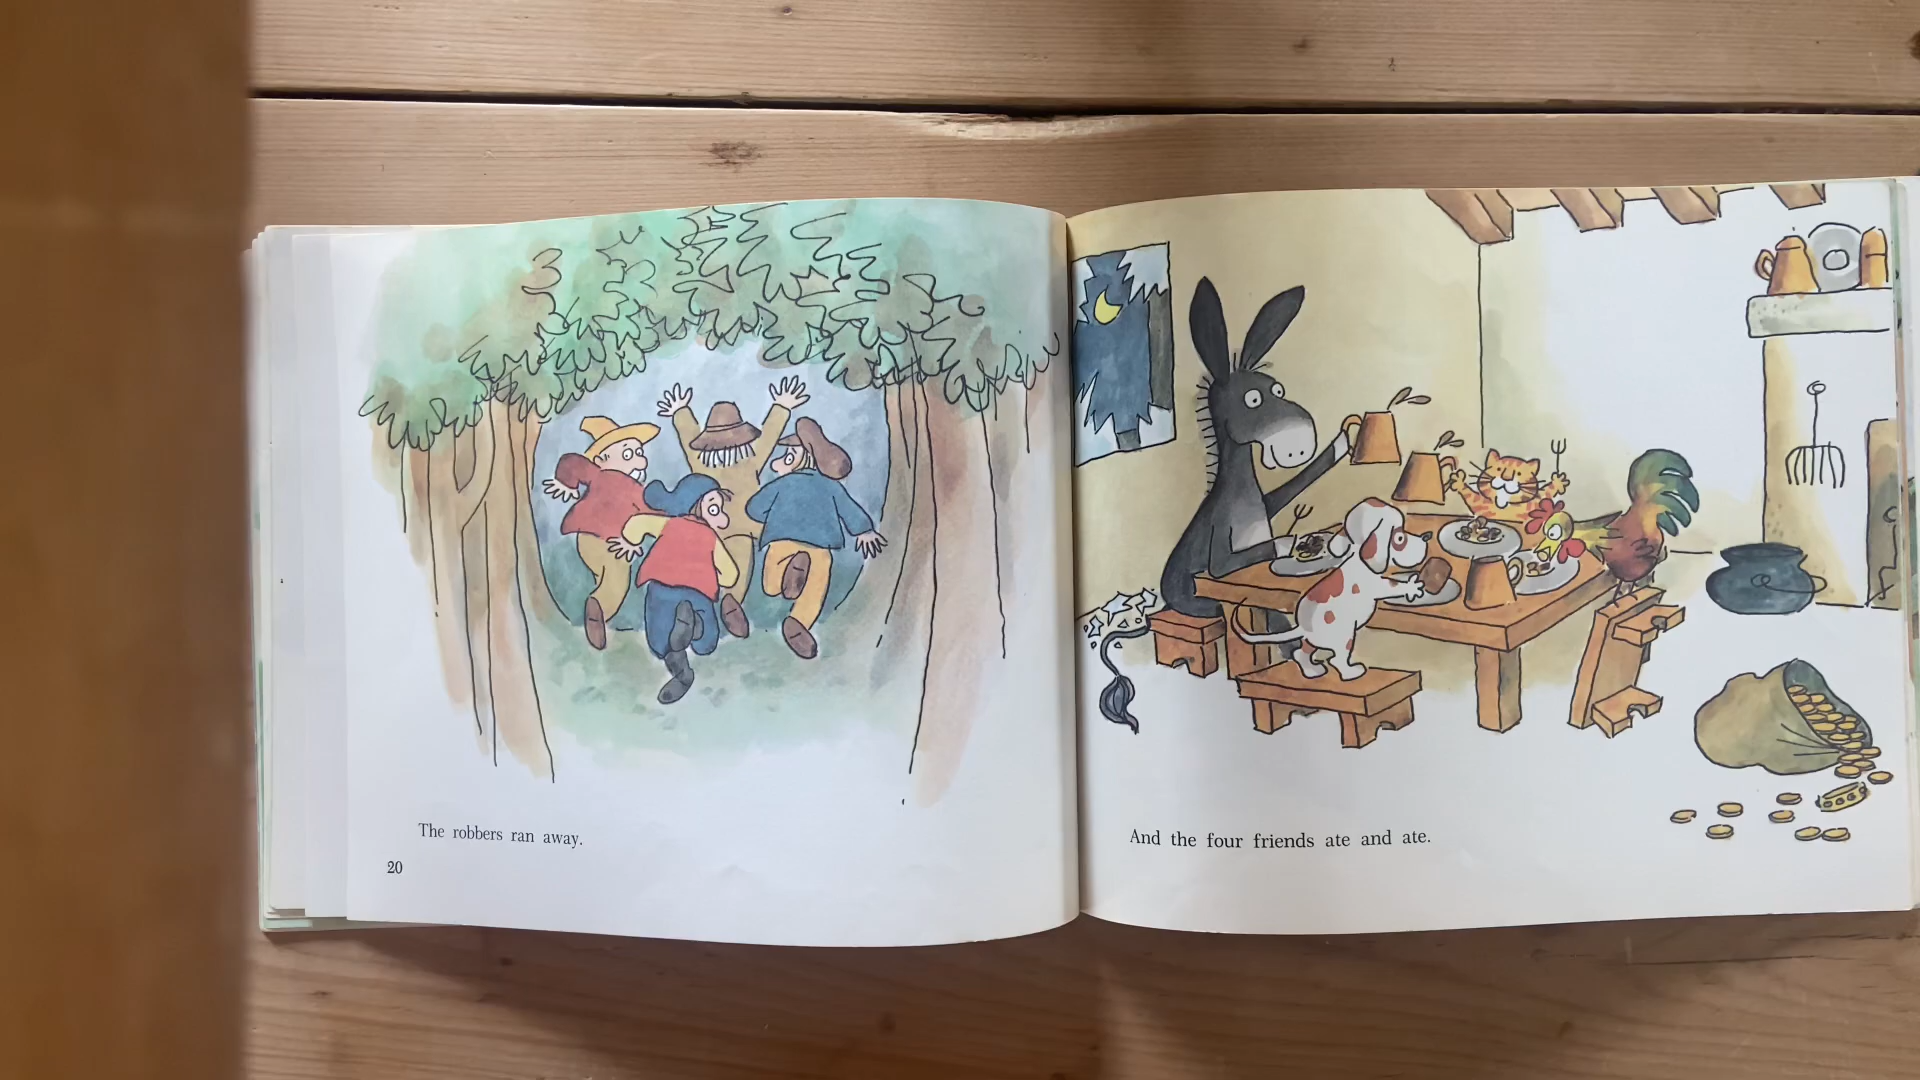 The robbers ran away.
20
And the four friends ate and ate.